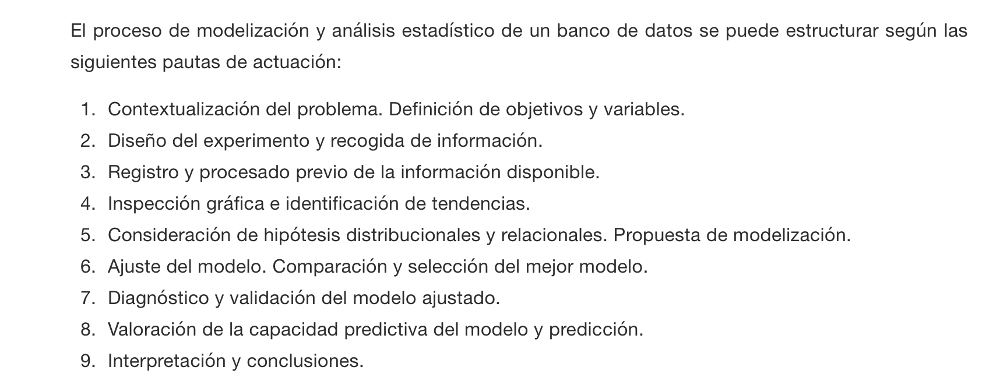 El proceso de modelización y análisis estadístico de un banco de datos se puede estructurar según las
siguientes pautas de actuación:
1. Contextualización del problema. Definición de objetivos y variables.
2. Diseño del experimento y recogida de información.
3. Registro y procesado previo de la información disponible.
4. Inspección gráfica e identificación de tendencias.
5. Consideración de hipótesis distribucionales y relacionales. Propuesta de modelización.
6. Ajuste del modelo. Comparación y selección del mejor modelo.
7. Diagnóstico y validación del modelo ajustado.
8. Valoración de la capacidad predictiva del modelo y predicción.
9. Interpretación y conclusiones.